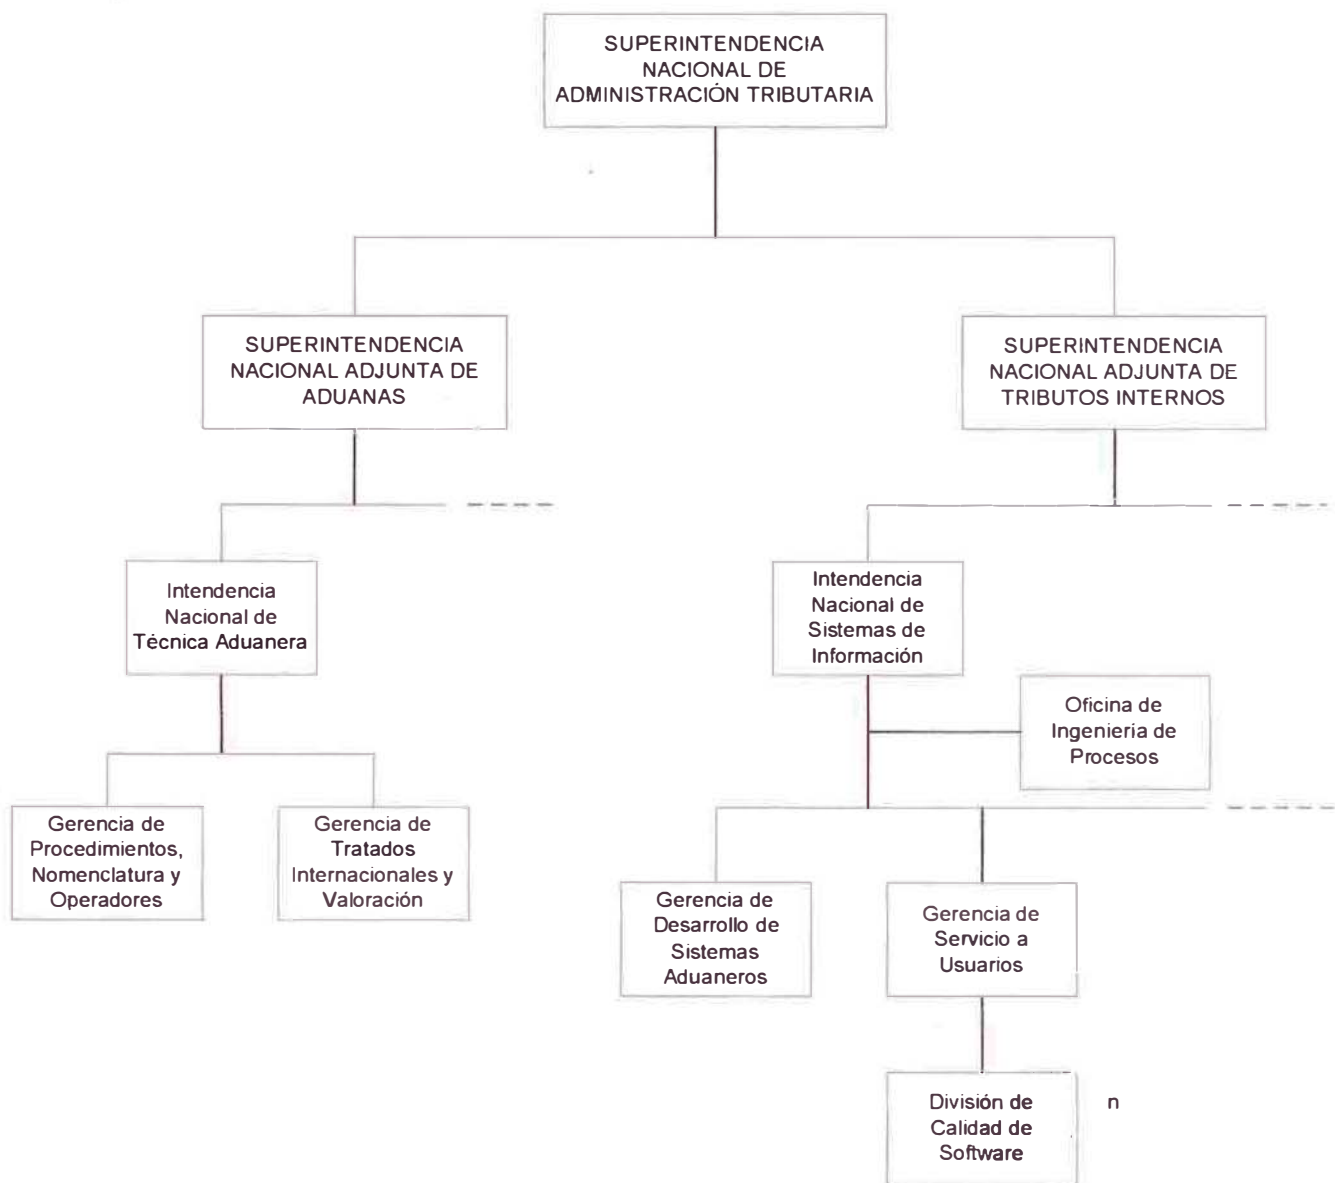 SUPERINTENDENCIA
NACIONAL DE
ADMINISTRACIÓN TRIBUTARIA
SUPERINTENDENCIA
NACIONAL ADJUNTA DE
ADUANAS
SUPERINTENDENCIA
NACIONAL ADJUNTA DE
TRIBUTOS INTERNOS
Intendencia
Nacional de
Técnica Aduanera
Intendencia
Nacional de
Sistemas de
Información
Oficina de
Ingeniería de
Procesos
Gerencia de
Procedimientos,
Nomenclatura y
Operadores
Gerencia de
Tratados
Internacionales y
Valoración
Gerencia de
Desarrollo de
Sistemas
Aduaneros
Gerencia de
Servicio a
Usuarios
División de
Calidad de
Software
n